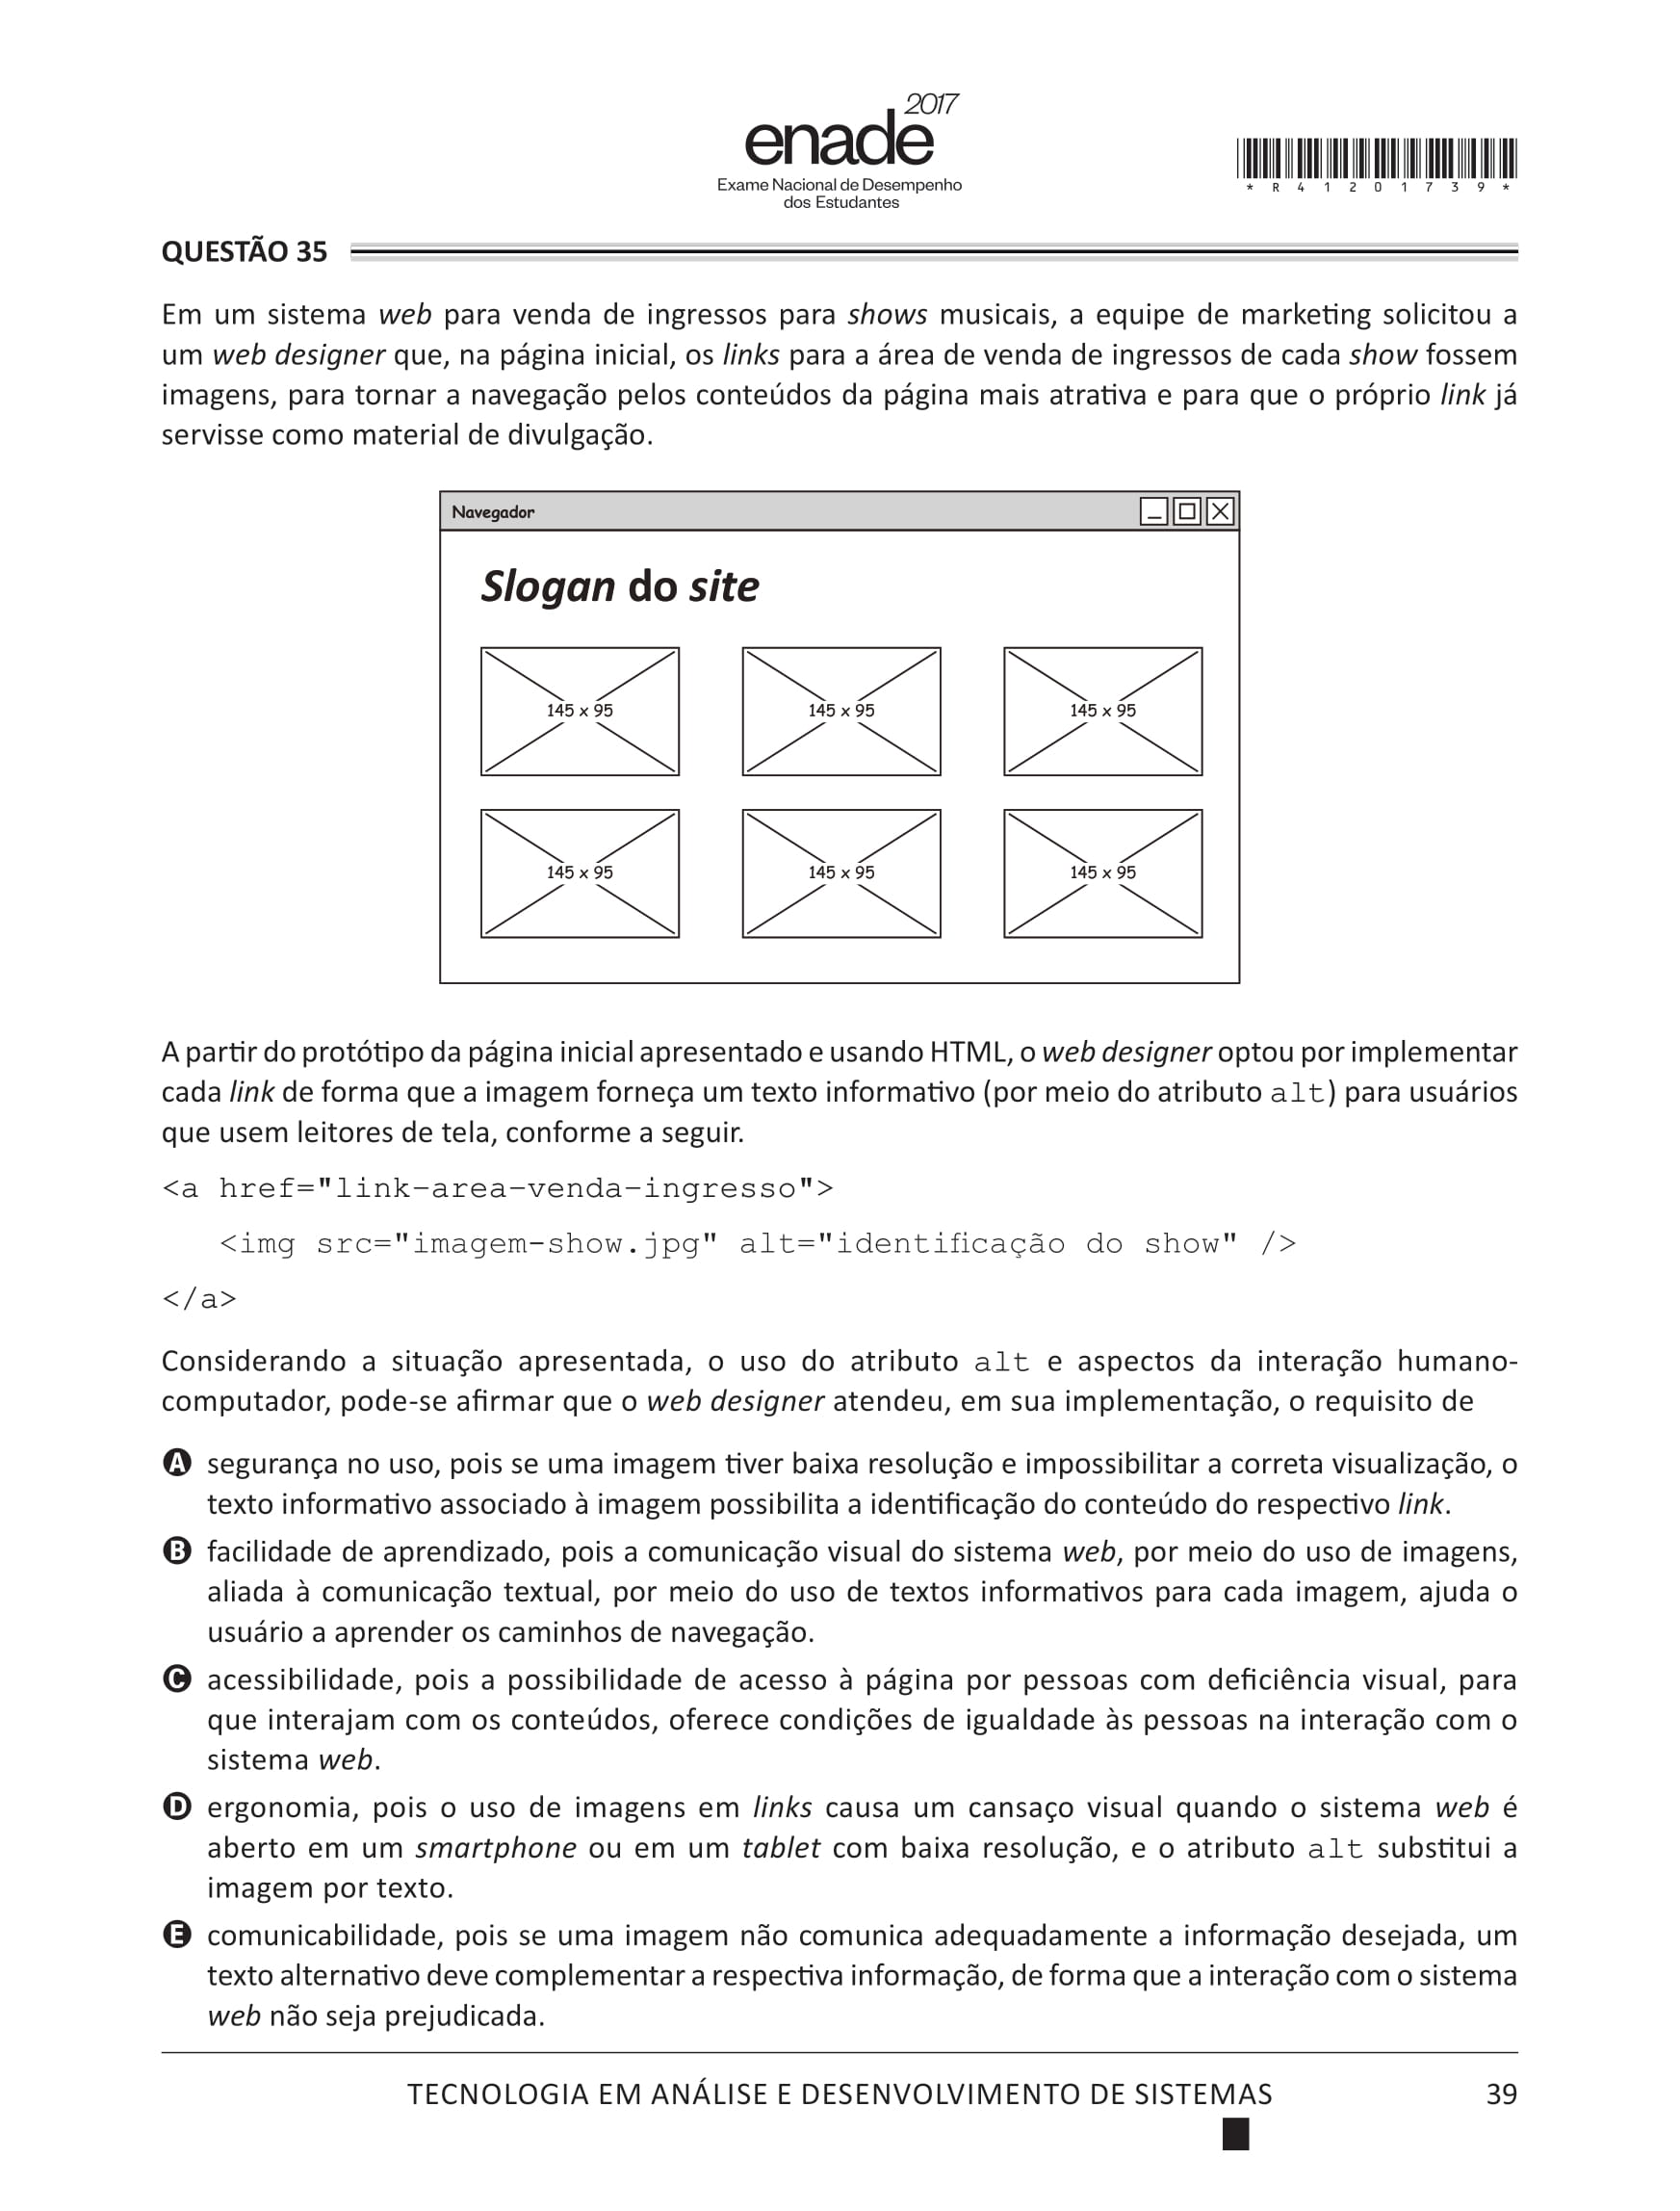 2017
enade
Exame Nacional de Desempenho
dos Estudantes
*R41201739*
QUESTÃO 35
Em um sistema web para venda de ingressos para shows musicais, a equipe de marketing solicitou a
um web designer que, na página inicial, os links para a área de venda de ingressos de cada show fossem
imagens, para tornar a navegação pelos conteúdos da página mais atrativa e para que o próprio link já
servisse como material de divulgação.
Navegador
Slogan do site
145 x 95 145 x 95 145 x 95
145 x 95 145 x 95 145 x 95
A partir do protótipo da página inicial apresentado e usando HTML, o web designer optou por implementar
cada link de forma que a imagem forneça um texto informativo (por meio do atributo alt) para usuários
que usem leitores de tela, conforme a seguir.
<a href="link-area-venda-ingresso">
<img src="imagem-show.jpg" alt="identificação do show" />
</a>
Considerando a situação apresentada, o uso do atributo alt e aspectos da interação humano-
computador, pode-se afirmar que o web designer atendeu, em sua implementação, o requisito de
A segurança no uso, pois se uma imagem tiver baixa resolução e impossibilitar a correta visualização, o
texto informativo associado à imagem possibilita a identificação do conteúdo do respectivo link.
B facilidade de aprendizado, pois a comunicação visual do sistema web, por meio do uso de imagens,
aliada à comunicação textual, por meio do uso de textos informativos para cada imagem, ajuda o
usuário a aprender os caminhos de navegação.
C acessibilidade, pois a possibilidade de acesso à página por pessoas com deficiência visual, para
que interajam com os conteúdos, oferece condições de igualdade às pessoas na interação com o
sistema web.
D ergonomia, pois o uso de imagens em links causa um cansaço visual quando o sistema web é
aberto em um smartphone ou em um tablet com baixa resolução, e o atributo alt substitui a
imagem por texto.
E comunicabilidade, pois se uma imagem não comunica adequadamente a informação desejada, um
texto alternativo deve complementar a respectiva informação, de forma que a interação com o sistema
web não seja prejudicada.
TECNOLOGIA EM ANÁLISE E DESENVOLVIMENTO DE SISTEMAS 39